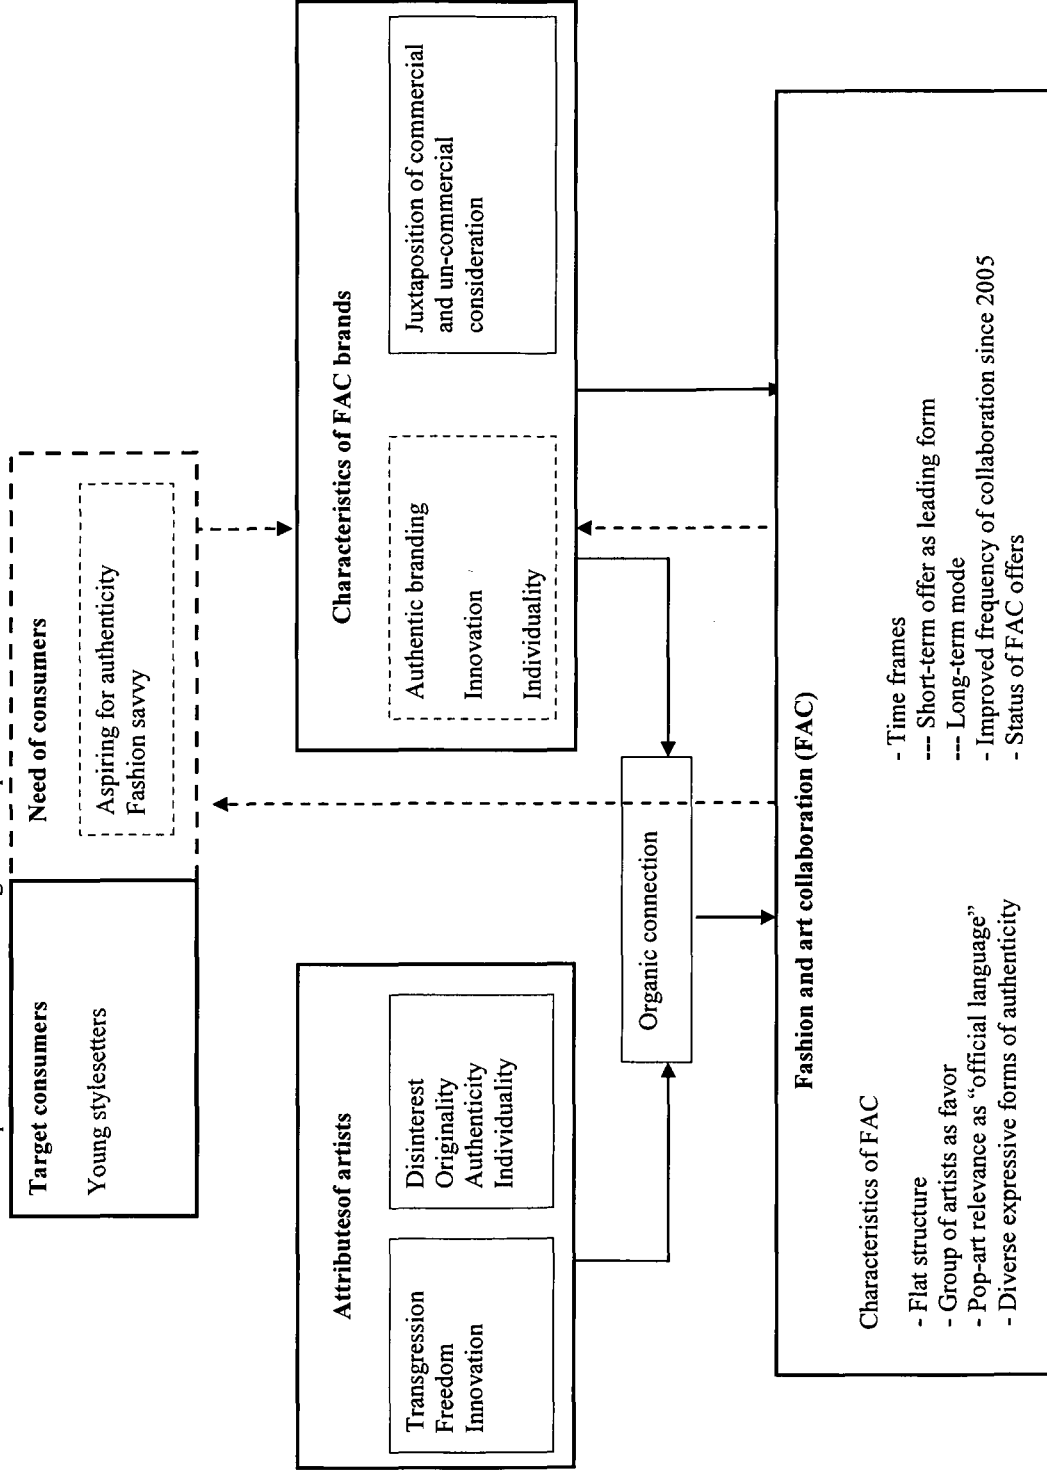 Target consumers
Young stylesetters
Need of consumers
Aspiring for authenticity
Fashion savvy
Attributesof artists
Transgression
Freedom
Innovation
Disinterest
Originality
Authenticity
Individuality
Characteristics of FAC brands
Authentic branding
Innovation
Individuality
Juxtaposition of commercial
and un-commercial
consideration
Organic connection
Fashion and art collaboration (FAC)
Characteristics of FAC
- Flat structure
- Group of artists as favor
- Pop-art relevance as “official language”
- Diverse expressive forms of authenticity
- Time frames
--- Short-term offer as leading form
--- Long-term mode
- Improved frequency of collaboration since 2005
- Status of FAC offers